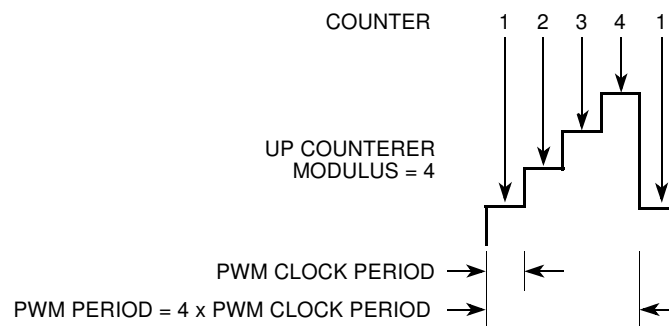 COUNTER 1 2 3 4 1
UP COUNTERER
MODULUS = 4
PWM CLOCK PERIOD
PWM PERIOD = 4 x PWM CLOCK PERIOD